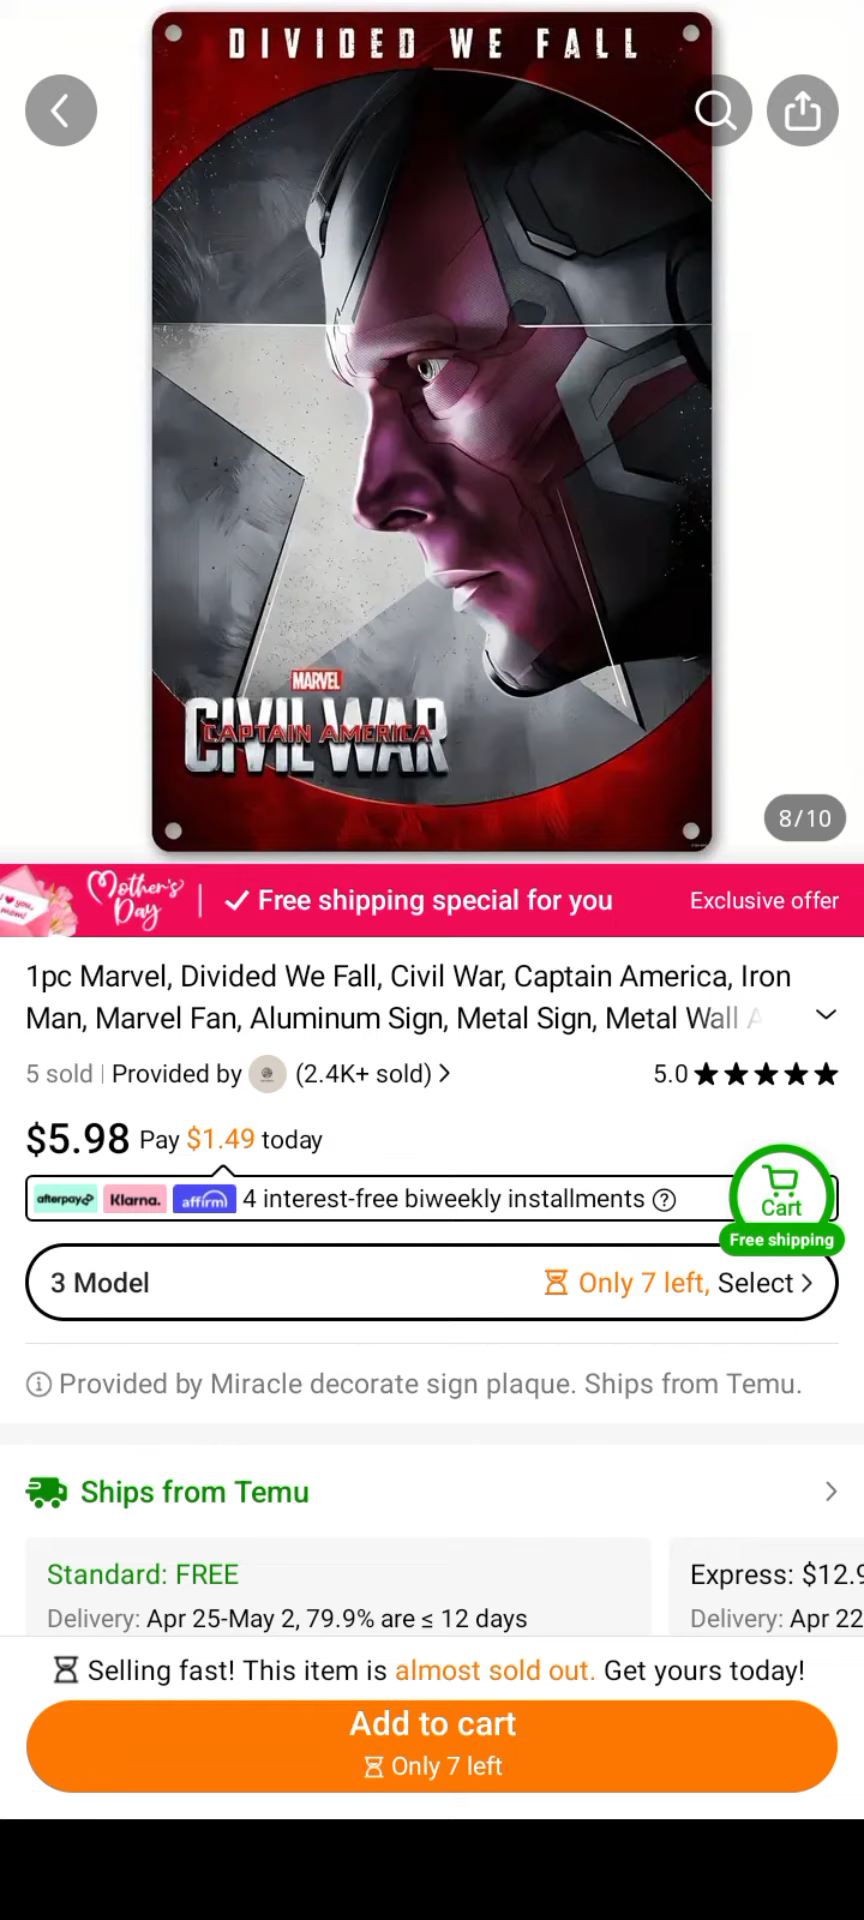 DIVIDED WE FALL
MARVEL
CIVIL WAR
CAPTAIN AMERICA
8/10
I ❤ you, mom!
Mother's Day
Free shipping special for you
Exclusive offer
1pc Marvel, Divided We Fall, Civil War, Captain America, Iron
Man, Marvel Fan, Aluminum Sign, Metal Sign, Metal Wall A
5 sold | Provided by (2.4K+ sold) >
5.0 ★★★★★
$5.98 Pay $1.49 today
afterpay Klarna. affirm 4 interest-free biweekly installments ?
Cart
Free shipping
3 Model
Only 7 left, Select >
Provided by Miracle decorate sign plaque. Ships from Temu.
Ships from Temu
Standard: FREE
Delivery: Apr 25-May 2, 79.9% are ≤ 12 days
Express: $12.9
Delivery: Apr 22
Selling fast! This item is almost sold out. Get yours today!
Add to cart
Only 7 left